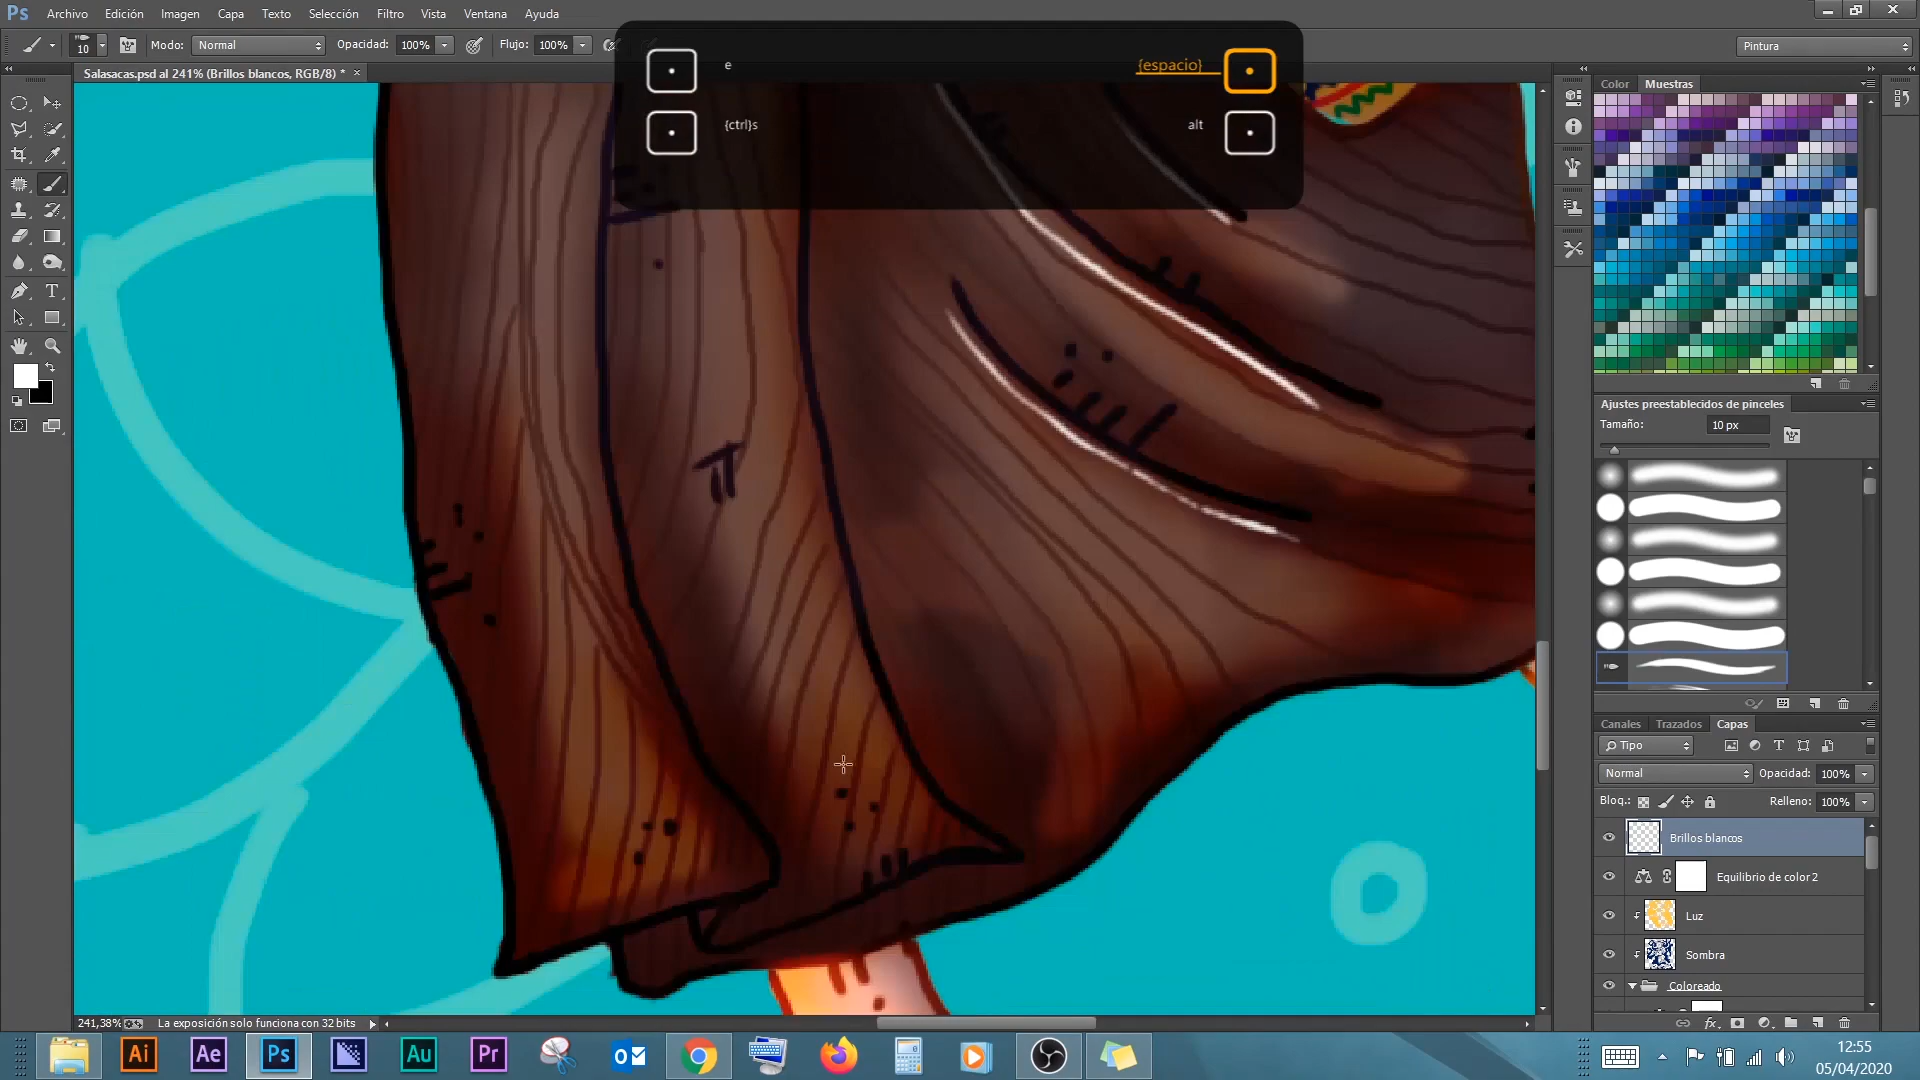 Ps Archivo Edición Imagen Capa Texto Selección Filtro Vista Ventana Ayuda
10 Modo: Normal Opacidad: 100% Flujo: 100% Pintura
Salasacas.psd al 241% (Brillos blancos, RGB/8) * ×
e {espacio}
{ctrl}s alt
Color Muestras
Ajustes preestablecidos de pinceles
Tamaño: 10 px
Canales Trazados Capas
Tipo
Normal Opacidad: 100%
Bloq.: Relleno: 100%
Brillos blancos
Equilibrio de color 2
Luz
Sombra
Coloreado
fx
241,38% La exposición solo funciona con 32 bits
Ai Ae Ps Au Pr
12:55
05/04/2020